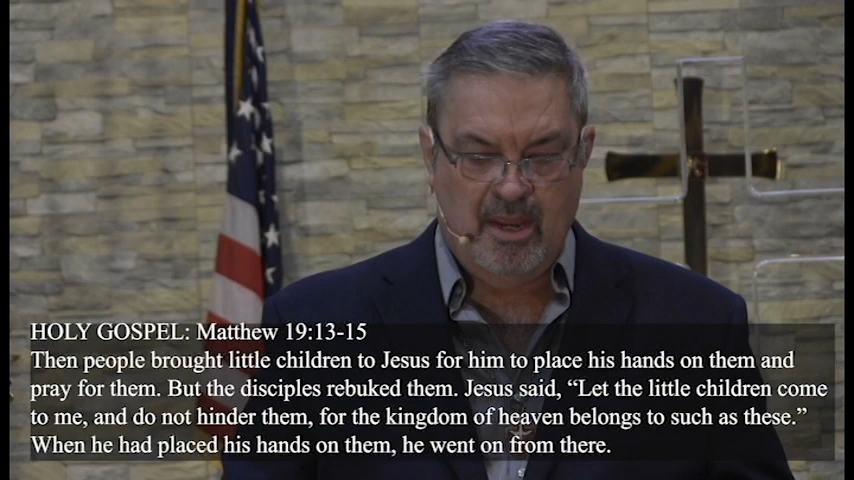 HOLY GOSPEL: Matthew 19:13-15
Then people brought little children to Jesus for him to place his hands on them and
pray for them. But the disciples rebuked them. Jesus said, “Let the little children come
to me, and do not hinder them, for the kingdom of heaven belongs to such as these.”
When he had placed his hands on them, he went on from there.